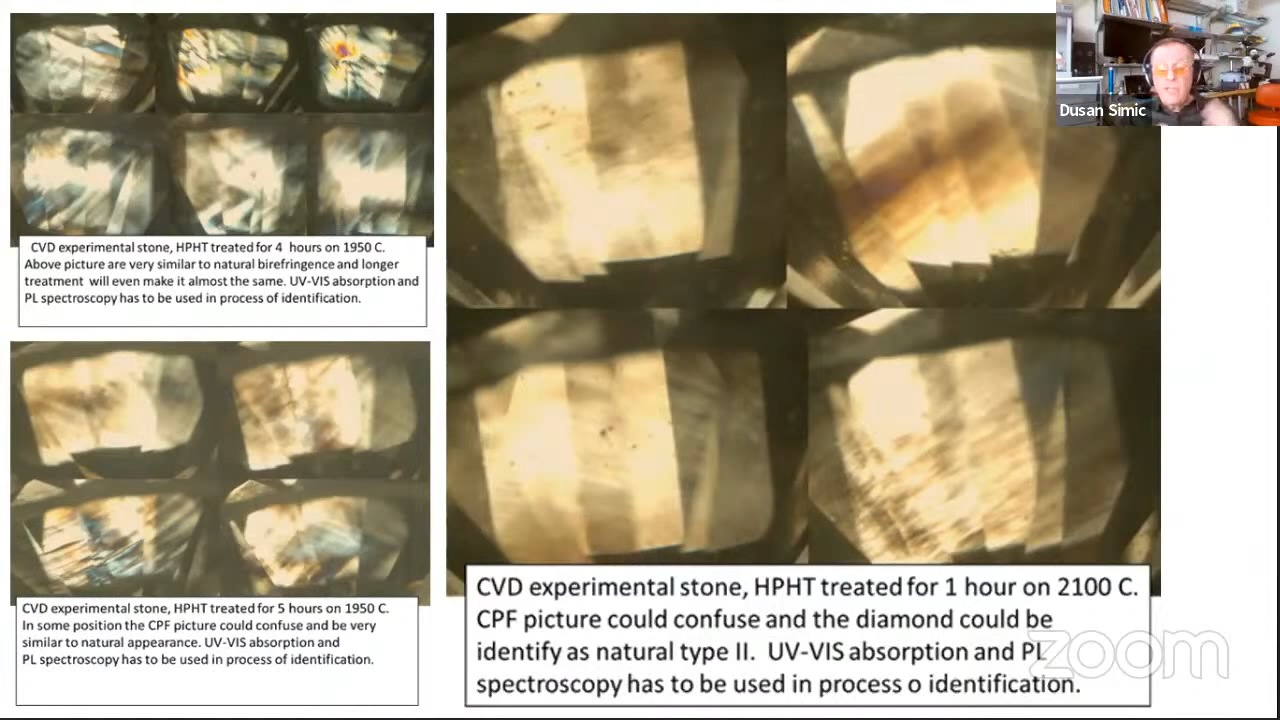 Dusan Simic
CVD experimental stone, HPHT treated for 4 hours on 1950 C.
Above picture are very similar to natural birefringence and longer
treatment will even make it almost the same. UV-VIS absorption and
PL spectroscopy has to be used in process of identification.
CVD experimental stone, HPHT treated for 5 hours on 1950 C.
In some position the CPF picture could confuse and be very
similar to natural appearance. UV-VIS absorption and
PL spectroscopy has to be used in process of identification.
CVD experimental stone, HPHT treated for 1 hour on 2100 C.
CPF picture could confuse and the diamond could be
identify as natural type II. UV-VIS absorption and PL
spectroscopy has to be used in process o identification.
zoom